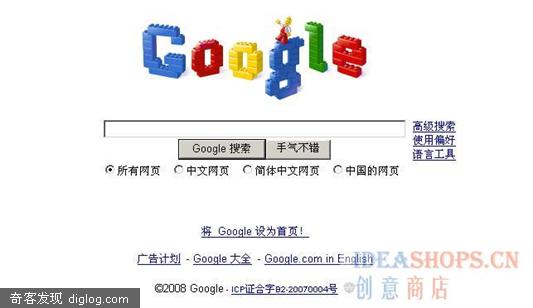 Google
高级搜索
使用偏好
语言工具
Google 搜索 手气不错
所有网页 中文网页 简体中文网页 中国的网页
将 Google 设为首页！
广告计划 - Google 大全 - Google.com in English
IDEASHOPS.CN
©2008 Google - ICP证合字B2-20070004号
创意商店
奇客发现 diglog.com